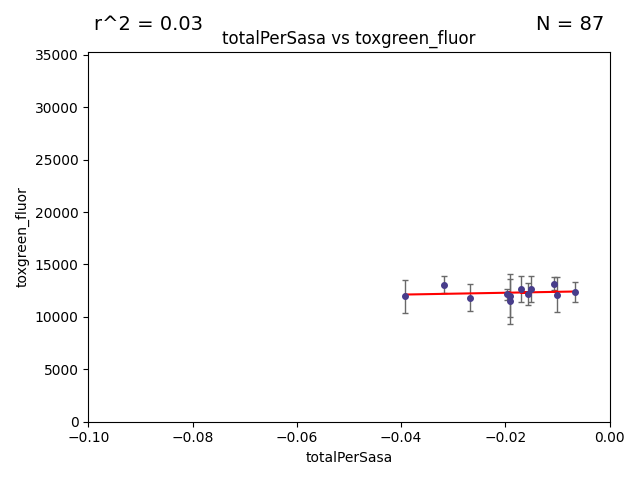 r^2 = 0.03
N = 87
totalPerSasa vs toxgreen_fluor
35000
30000
25000
20000
15000
10000
5000
0
toxgreen_fluor
−0.10
−0.08
−0.06
−0.04
−0.02
0.00
totalPerSasa